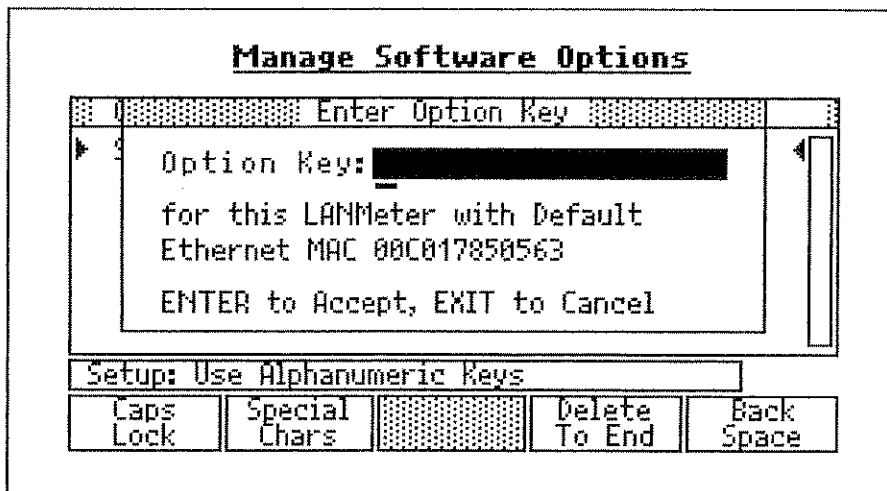 Manage Software Options
Enter Option Key
Option Key:
for this LANMeter with Default
Ethernet MAC 00C017850563
ENTER to Accept, EXIT to Cancel
Setup: Use Alphanumeric Keys
Caps Lock
Special Chars
Delete To End
Back Space